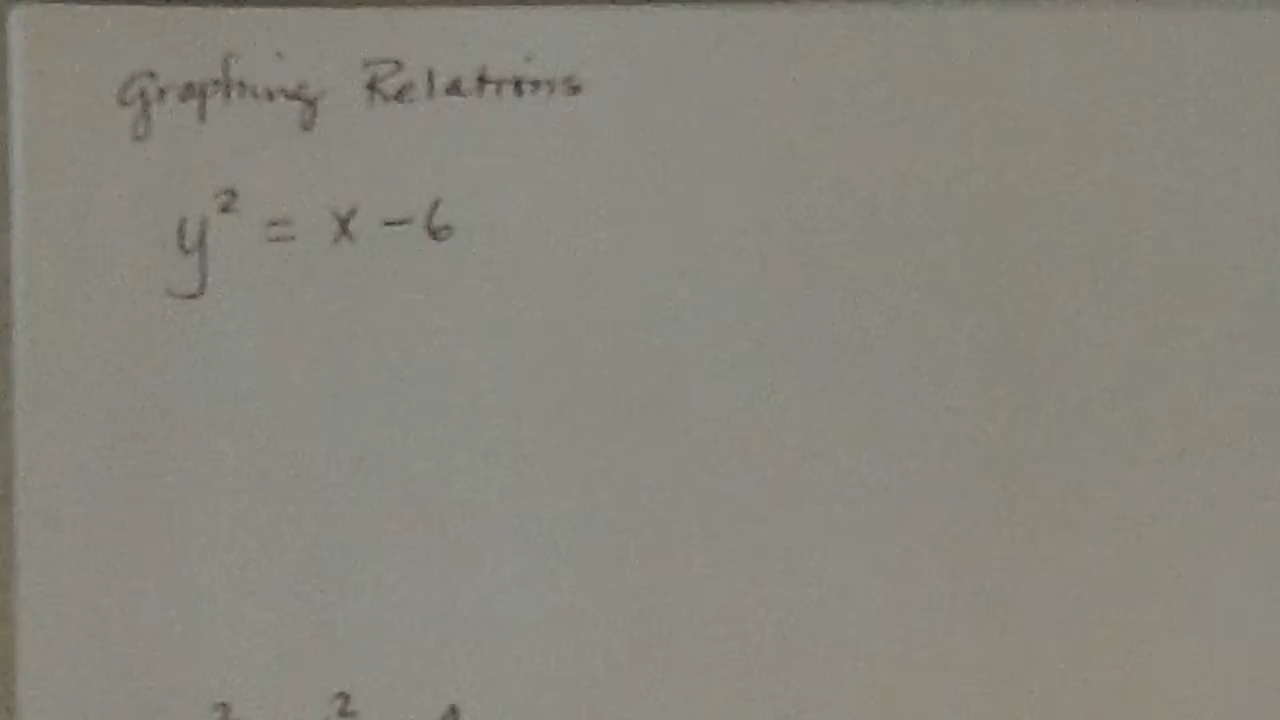 Graphing Relations
y² = x - 6